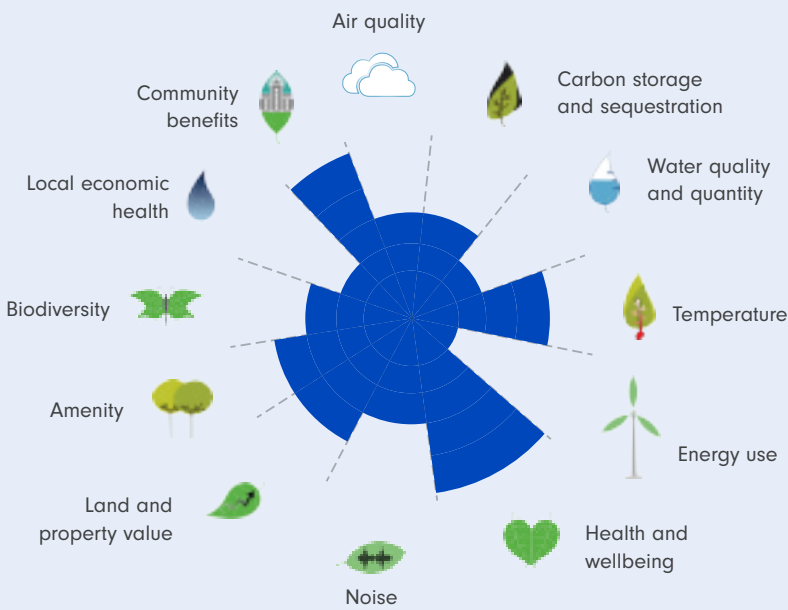 Air quality
Carbon storage
and sequestration
Water quality
and quantity
Temperature
Energy use
Health and
wellbeing
Noise
Land and
property value
Amenity
Biodiversity
Local economic
health
Community
benefits